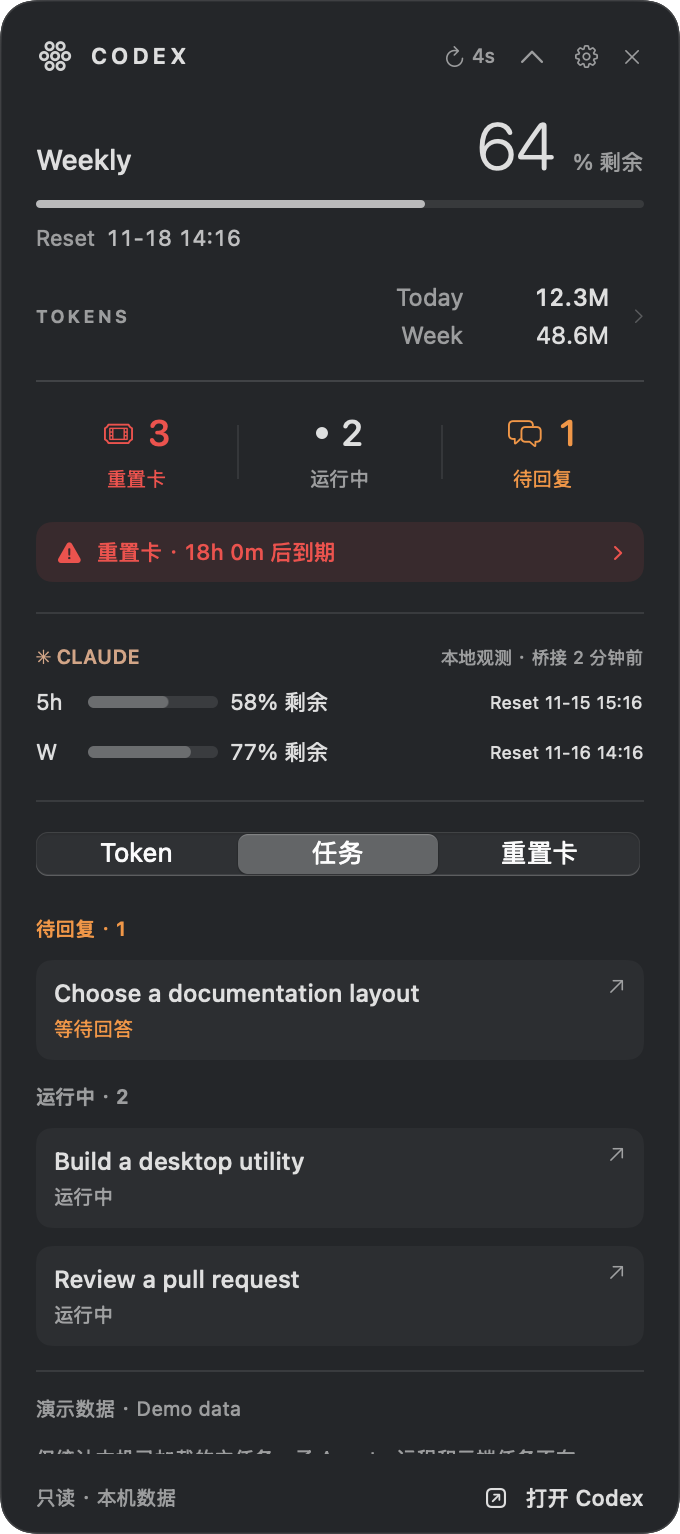 CODEX 4s
Weekly 64 % 剩余
Reset 11-18 14:16
TOKENS
Today 12.3M
Week 48.6M
3 2 1
重置卡 运行中 待回复
重置卡 · 18h 0m 后到期
CLAUDE 本地观测 · 桥接 2 分钟前
5h 58% 剩余 Reset 11-15 15:16
W 77% 剩余 Reset 11-16 14:16
Token 任务 重置卡
待回复 · 1
Choose a documentation layout
等待回答
运行中 · 2
Build a desktop utility
运行中
Review a pull request
运行中
演示数据 · Demo data
只读 · 本机数据 打开 Codex